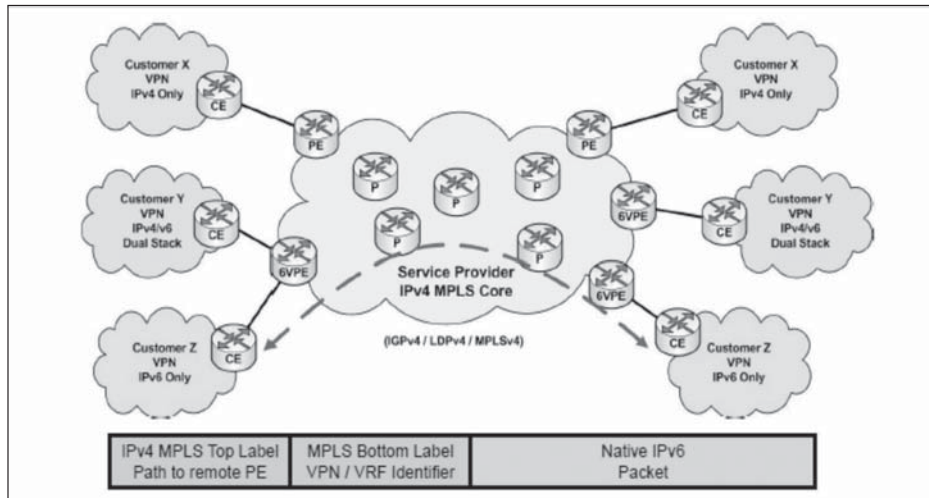 Customer X
VPN
IPv4 Only
CE
PE
Customer X
VPN
IPv4 Only
CE
PE
P
P
P
P
P
Customer Y
VPN
IPv4/v6
Dual Stack
CE
6VPE
Customer Y
VPN
IPv4/v6
Dual Stack
CE
6VPE
Service Provider
IPv4 MPLS Core
6VPE
(IGPv4 / LDPv4 / MPLSv4)
Customer Z
VPN
IPv6 Only
CE
Customer Z
VPN
IPv6 Only
CE
IPv4 MPLS Top Label
Path to remote PE
MPLS Bottom Label
VPN / VRF Identifier
Native IPv6
Packet